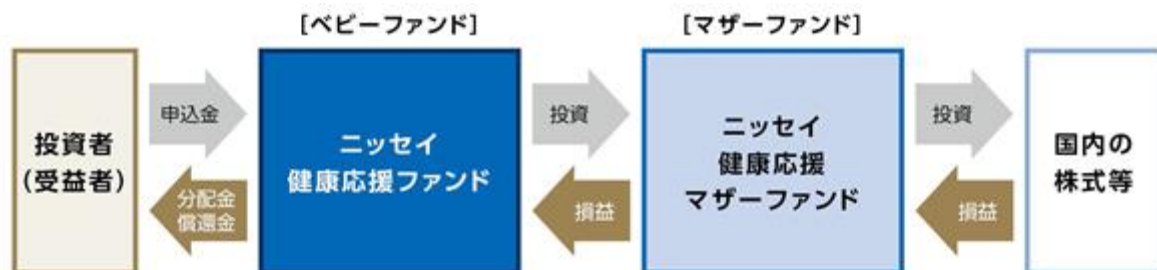 [ベビーファンド]
[マザーファンド]
投資者
(受益者)
申込金
分配金
償還金
ニッセイ
健康応援ファンド
投資
損益
ニッセイ
健康応援
マザーファンド
投資
損益
国内の
株式等